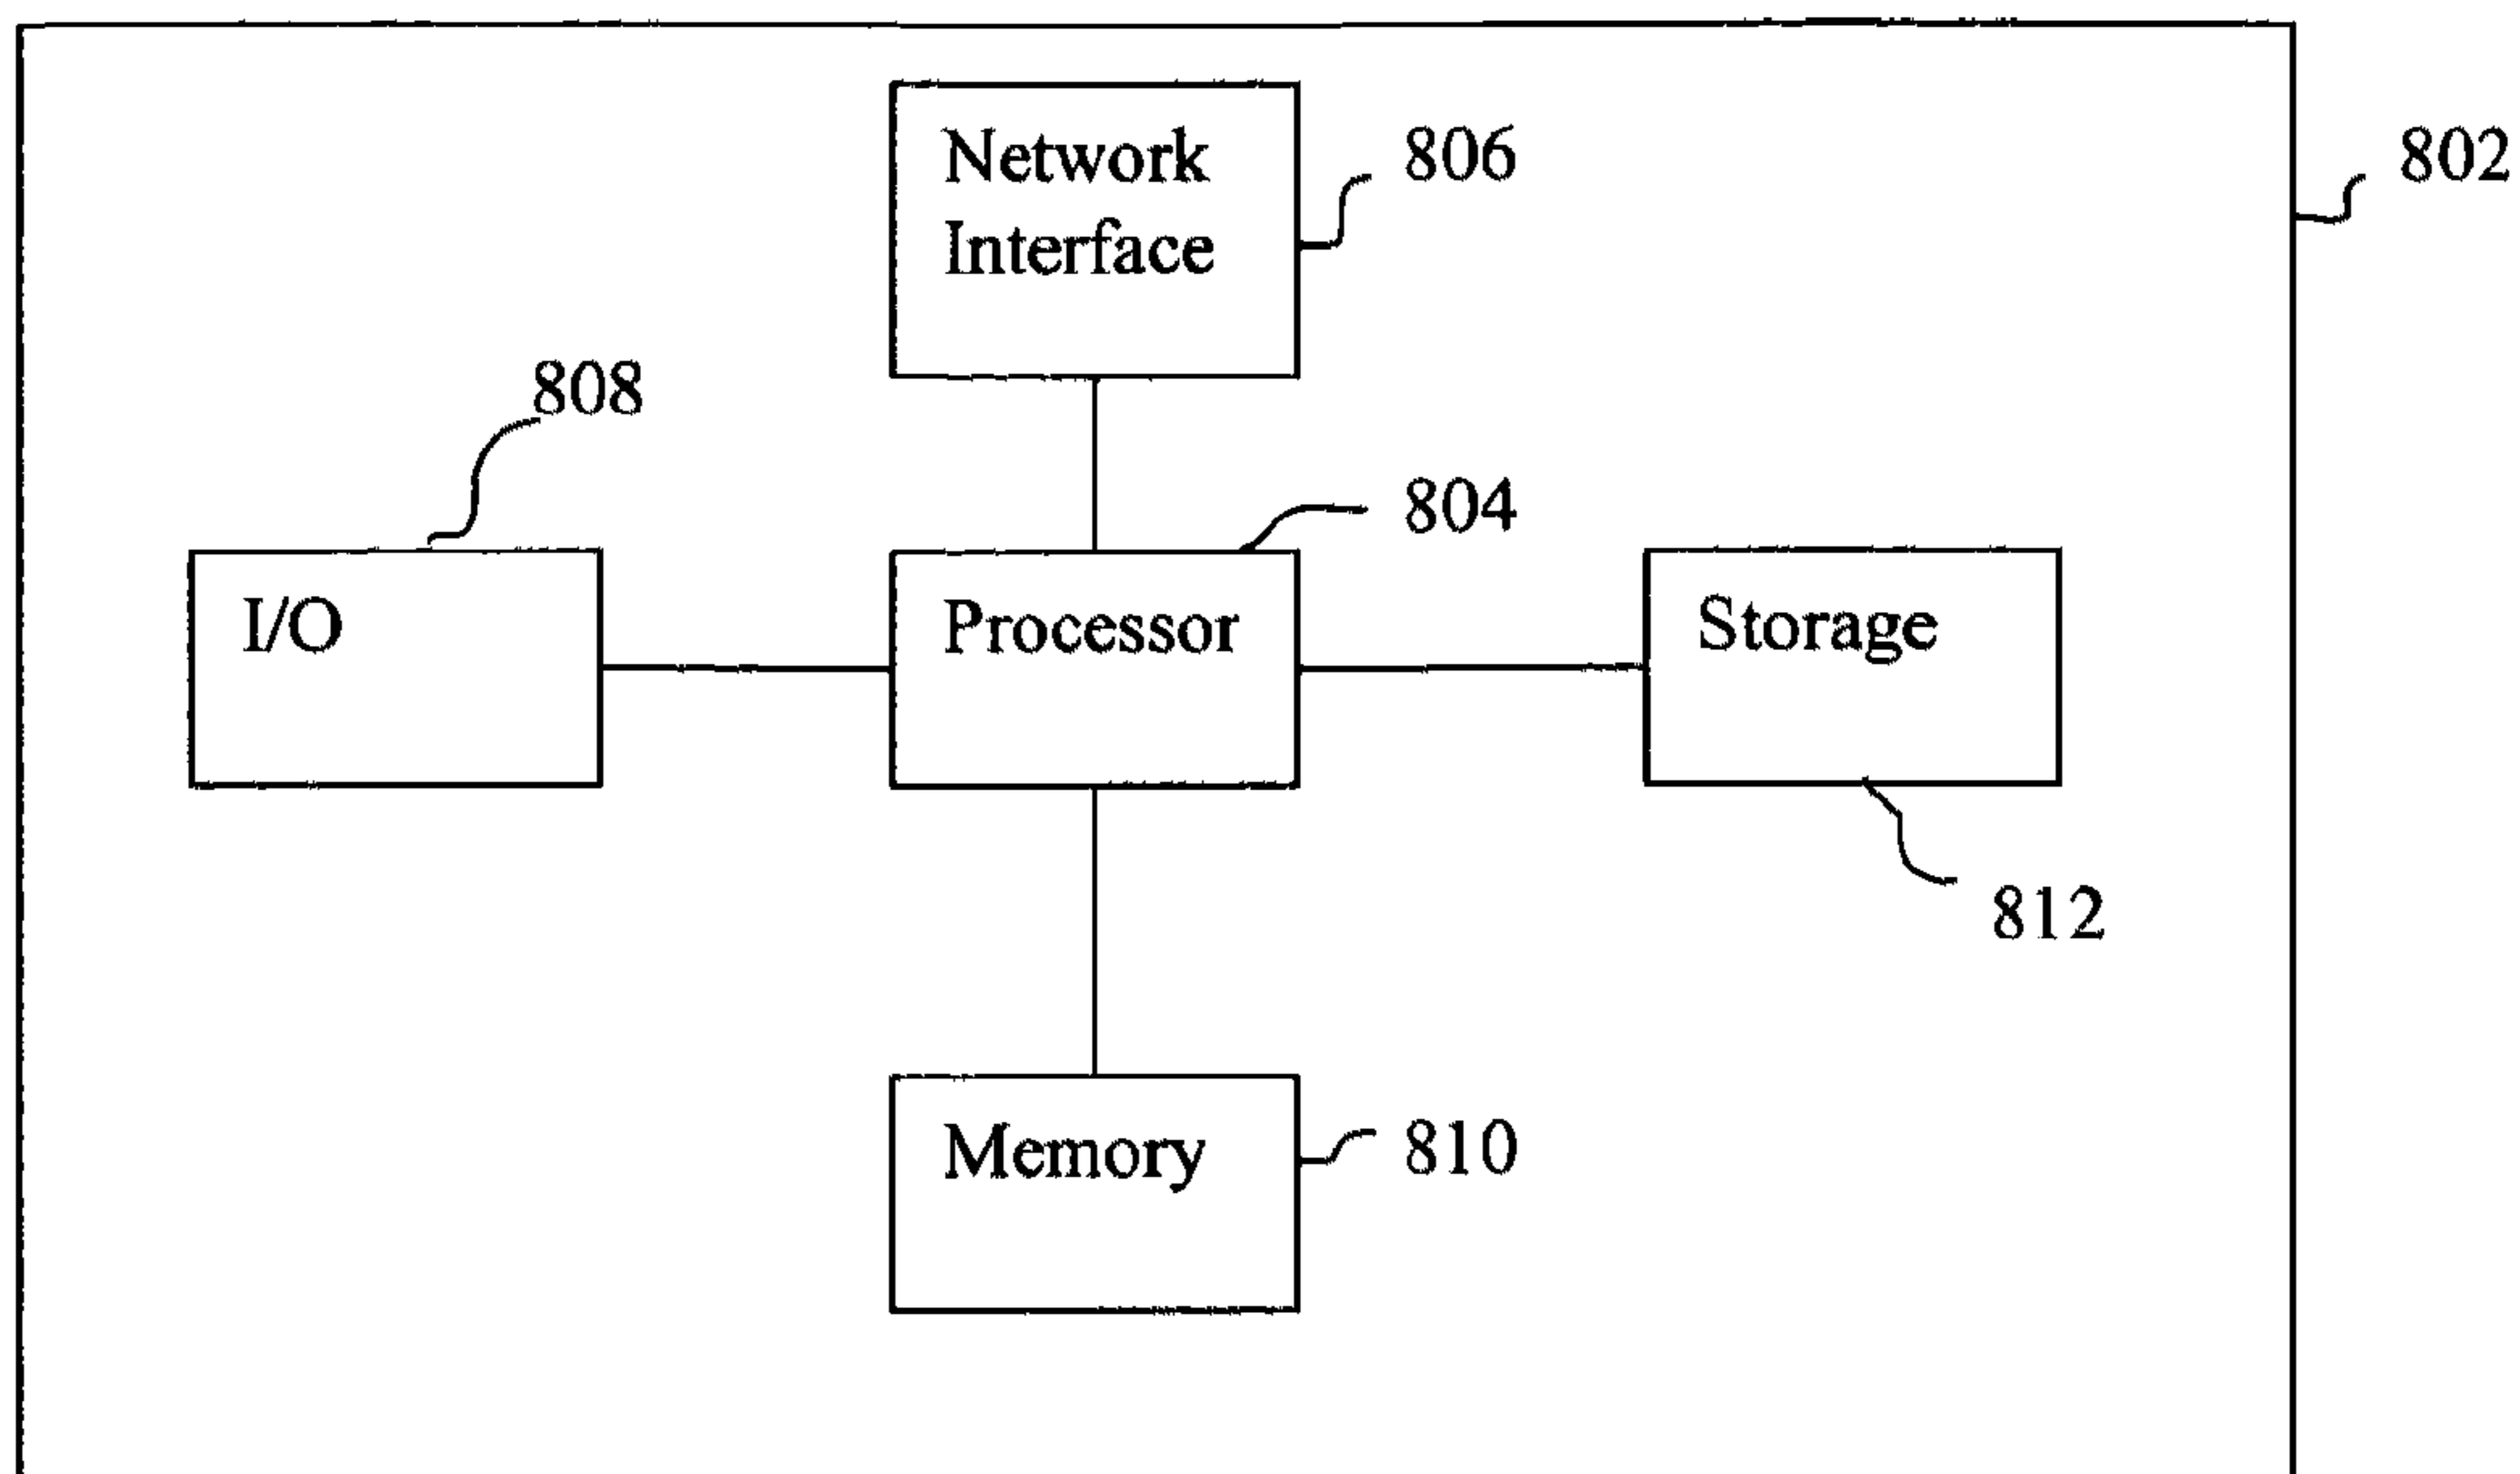 Network
Interface
806
802
808
804
I/O
Processor
Storage
812
Memory
810